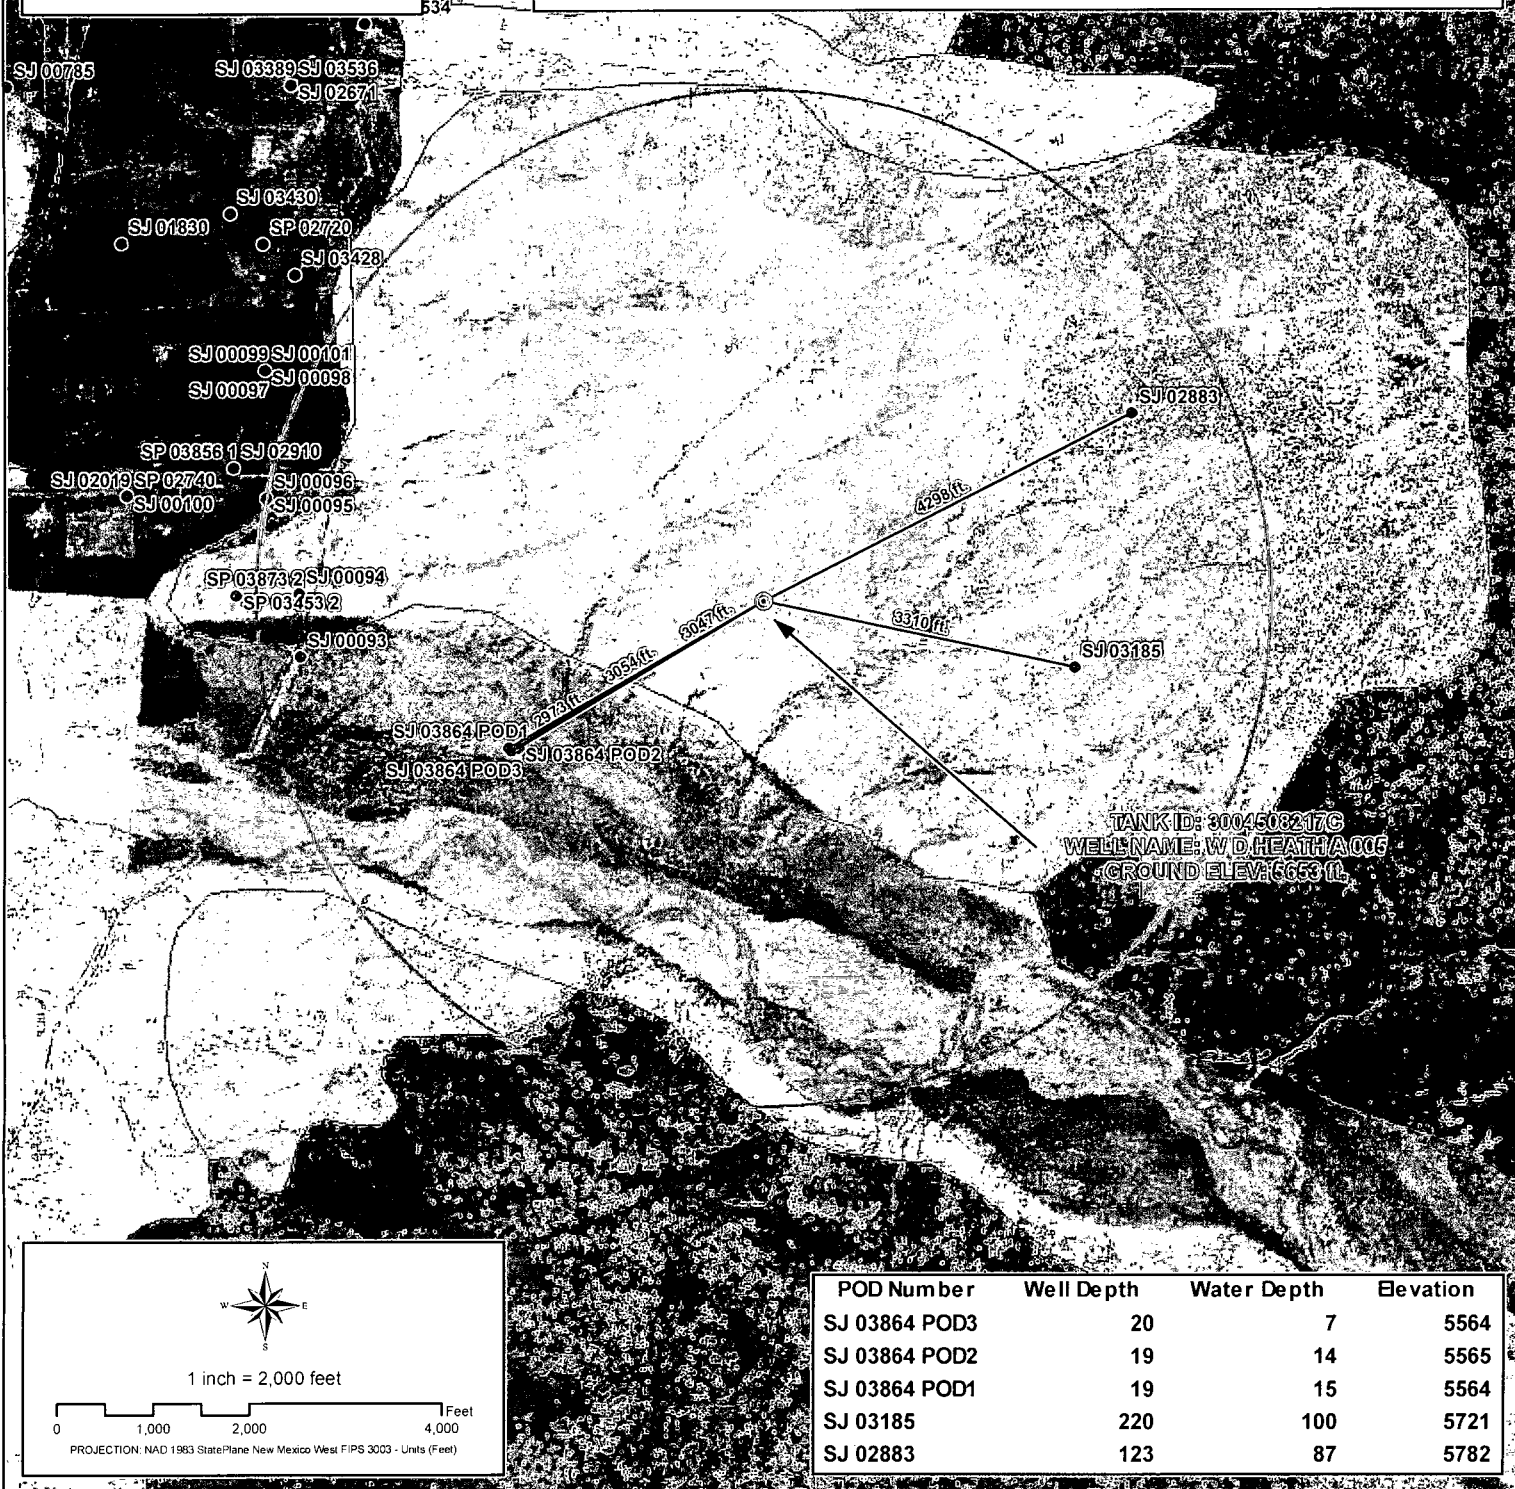 534
SJ 00785
SJ 03389 SJ 03536
SJ 02671
SJ 03430
SJ 01830
SP 02720
SJ 03428
SJ 00099 SJ 00101
SJ 00098
SJ 00097
SJ 02883
SP 03856 1 SJ 02910
SJ 02019 SP 02740
SJ 00096
SJ 00100
SJ 00095
4298 ft.
SP 03873 2 SJ 00094
SP 03453 2
3047 ft.
3310 ft.
SJ 00093
SJ 03185
3054 ft.
2973 ft.
SJ 03864 POD1
SJ 03864 POD2
SJ 03864 POD3
TANK ID: 3004508217C
WELL NAME: W D HEATH A 005
GROUND ELEV: 5653 ft.
N
W E
S
1 inch = 2,000 feet
Feet
0 1,000 2,000 4,000
PROJECTION: NAD 1983 StatePlane New Mexico West FIPS 3003 - Units (Feet)
POD Number Well Depth Water Depth Elevation
SJ 03864 POD3 20 7 5564
SJ 03864 POD2 19 14 5565
SJ 03864 POD1 19 15 5564
SJ 03185 220 100 5721
SJ 02883 123 87 5782